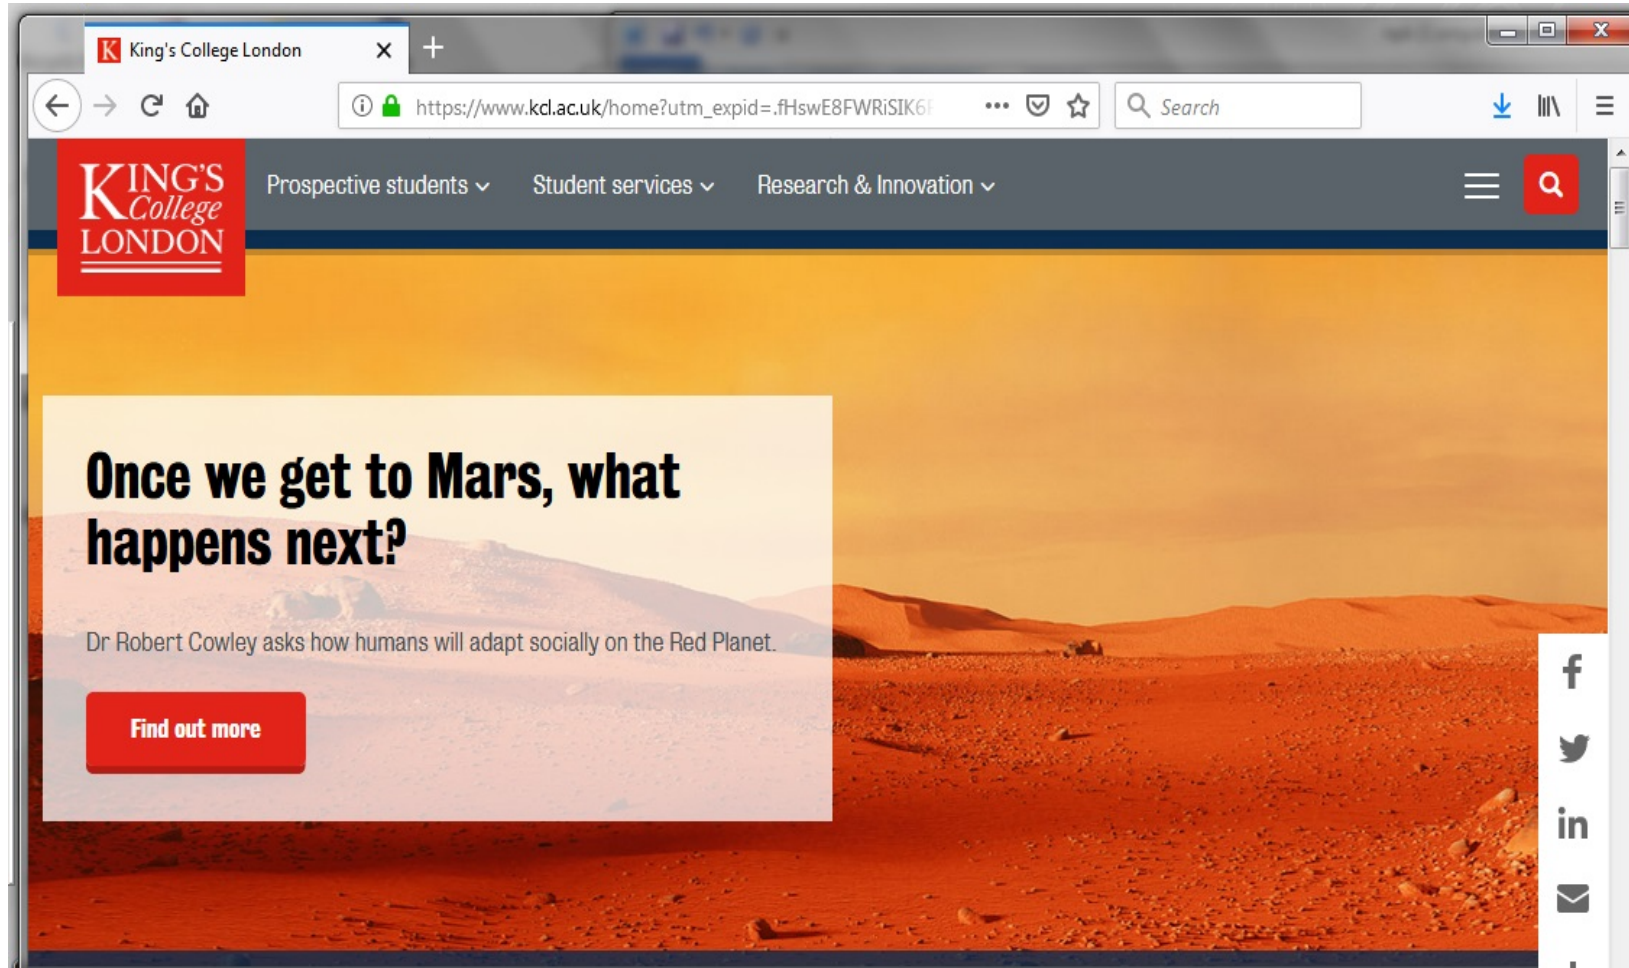 King's College London
https://www.kcl.ac.uk/home?utm_expid=.fHswE8FWRiSIK6
Search
KING'S
College
LONDON
Prospective students
Student services
Research & Innovation
Once we get to Mars, what
happens next?
Dr Robert Cowley asks how humans will adapt socially on the Red Planet.
Find out more